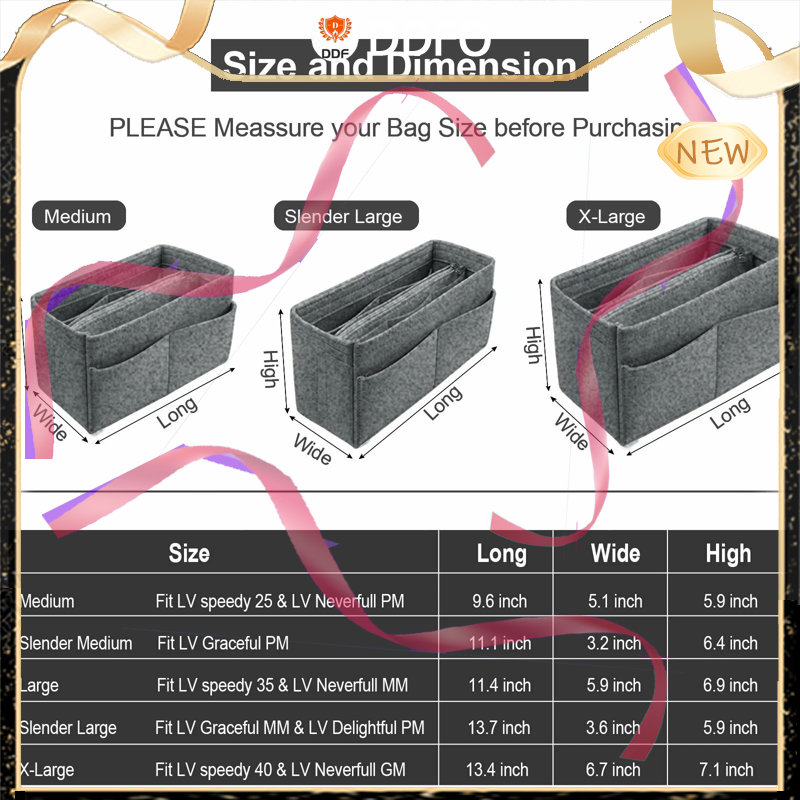 DDF
DDFO
Size and Dimension
PLEASE Meassure your Bag Size before Purchasin
NEW
Medium
Slender Large
X-Large
High
High
Wide
Long
Wide
Long
Wide
Long
Size Long Wide High
Medium Fit LV speedy 25 & LV Neverfull PM 9.6 inch 5.1 inch 5.9 inch
Slender Medium Fit LV Graceful PM 11.1 inch 3.2 inch 6.4 inch
Large Fit LV speedy 35 & LV Neverfull MM 11.4 inch 5.9 inch 6.9 inch
Slender Large Fit LV Graceful MM & LV Delightful PM 13.7 inch 3.6 inch 5.9 inch
X-Large Fit LV speedy 40 & LV Neverfull GM 13.4 inch 6.7 inch 7.1 inch